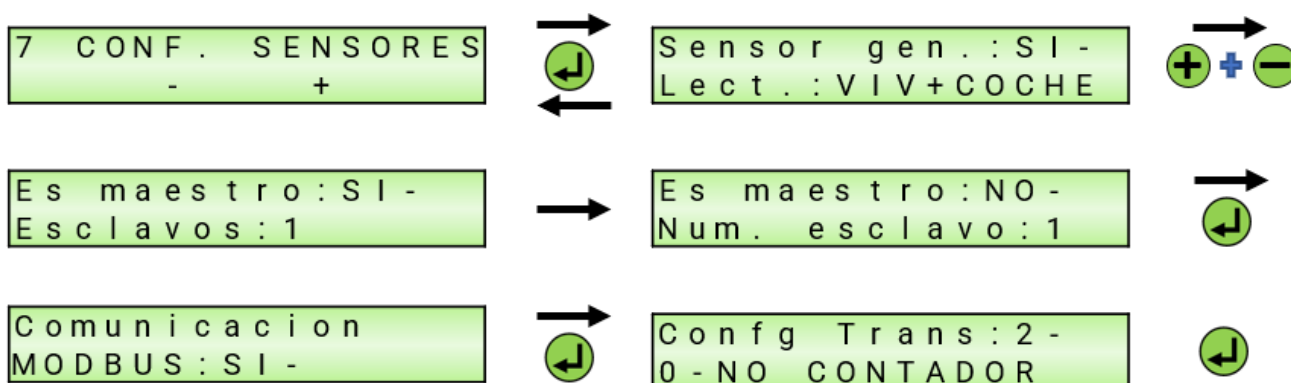 7 CONF. SENSORES
- +
Sensor gen.:SI-
Lect.:VIV+COCHE
Es maestro:SI-
Esclavos:1
Es maestro:NO-
Num. esclavo:1
Comunicacion
MODBUS:SI-
Confg Trans:2-
0-NO CONTADOR